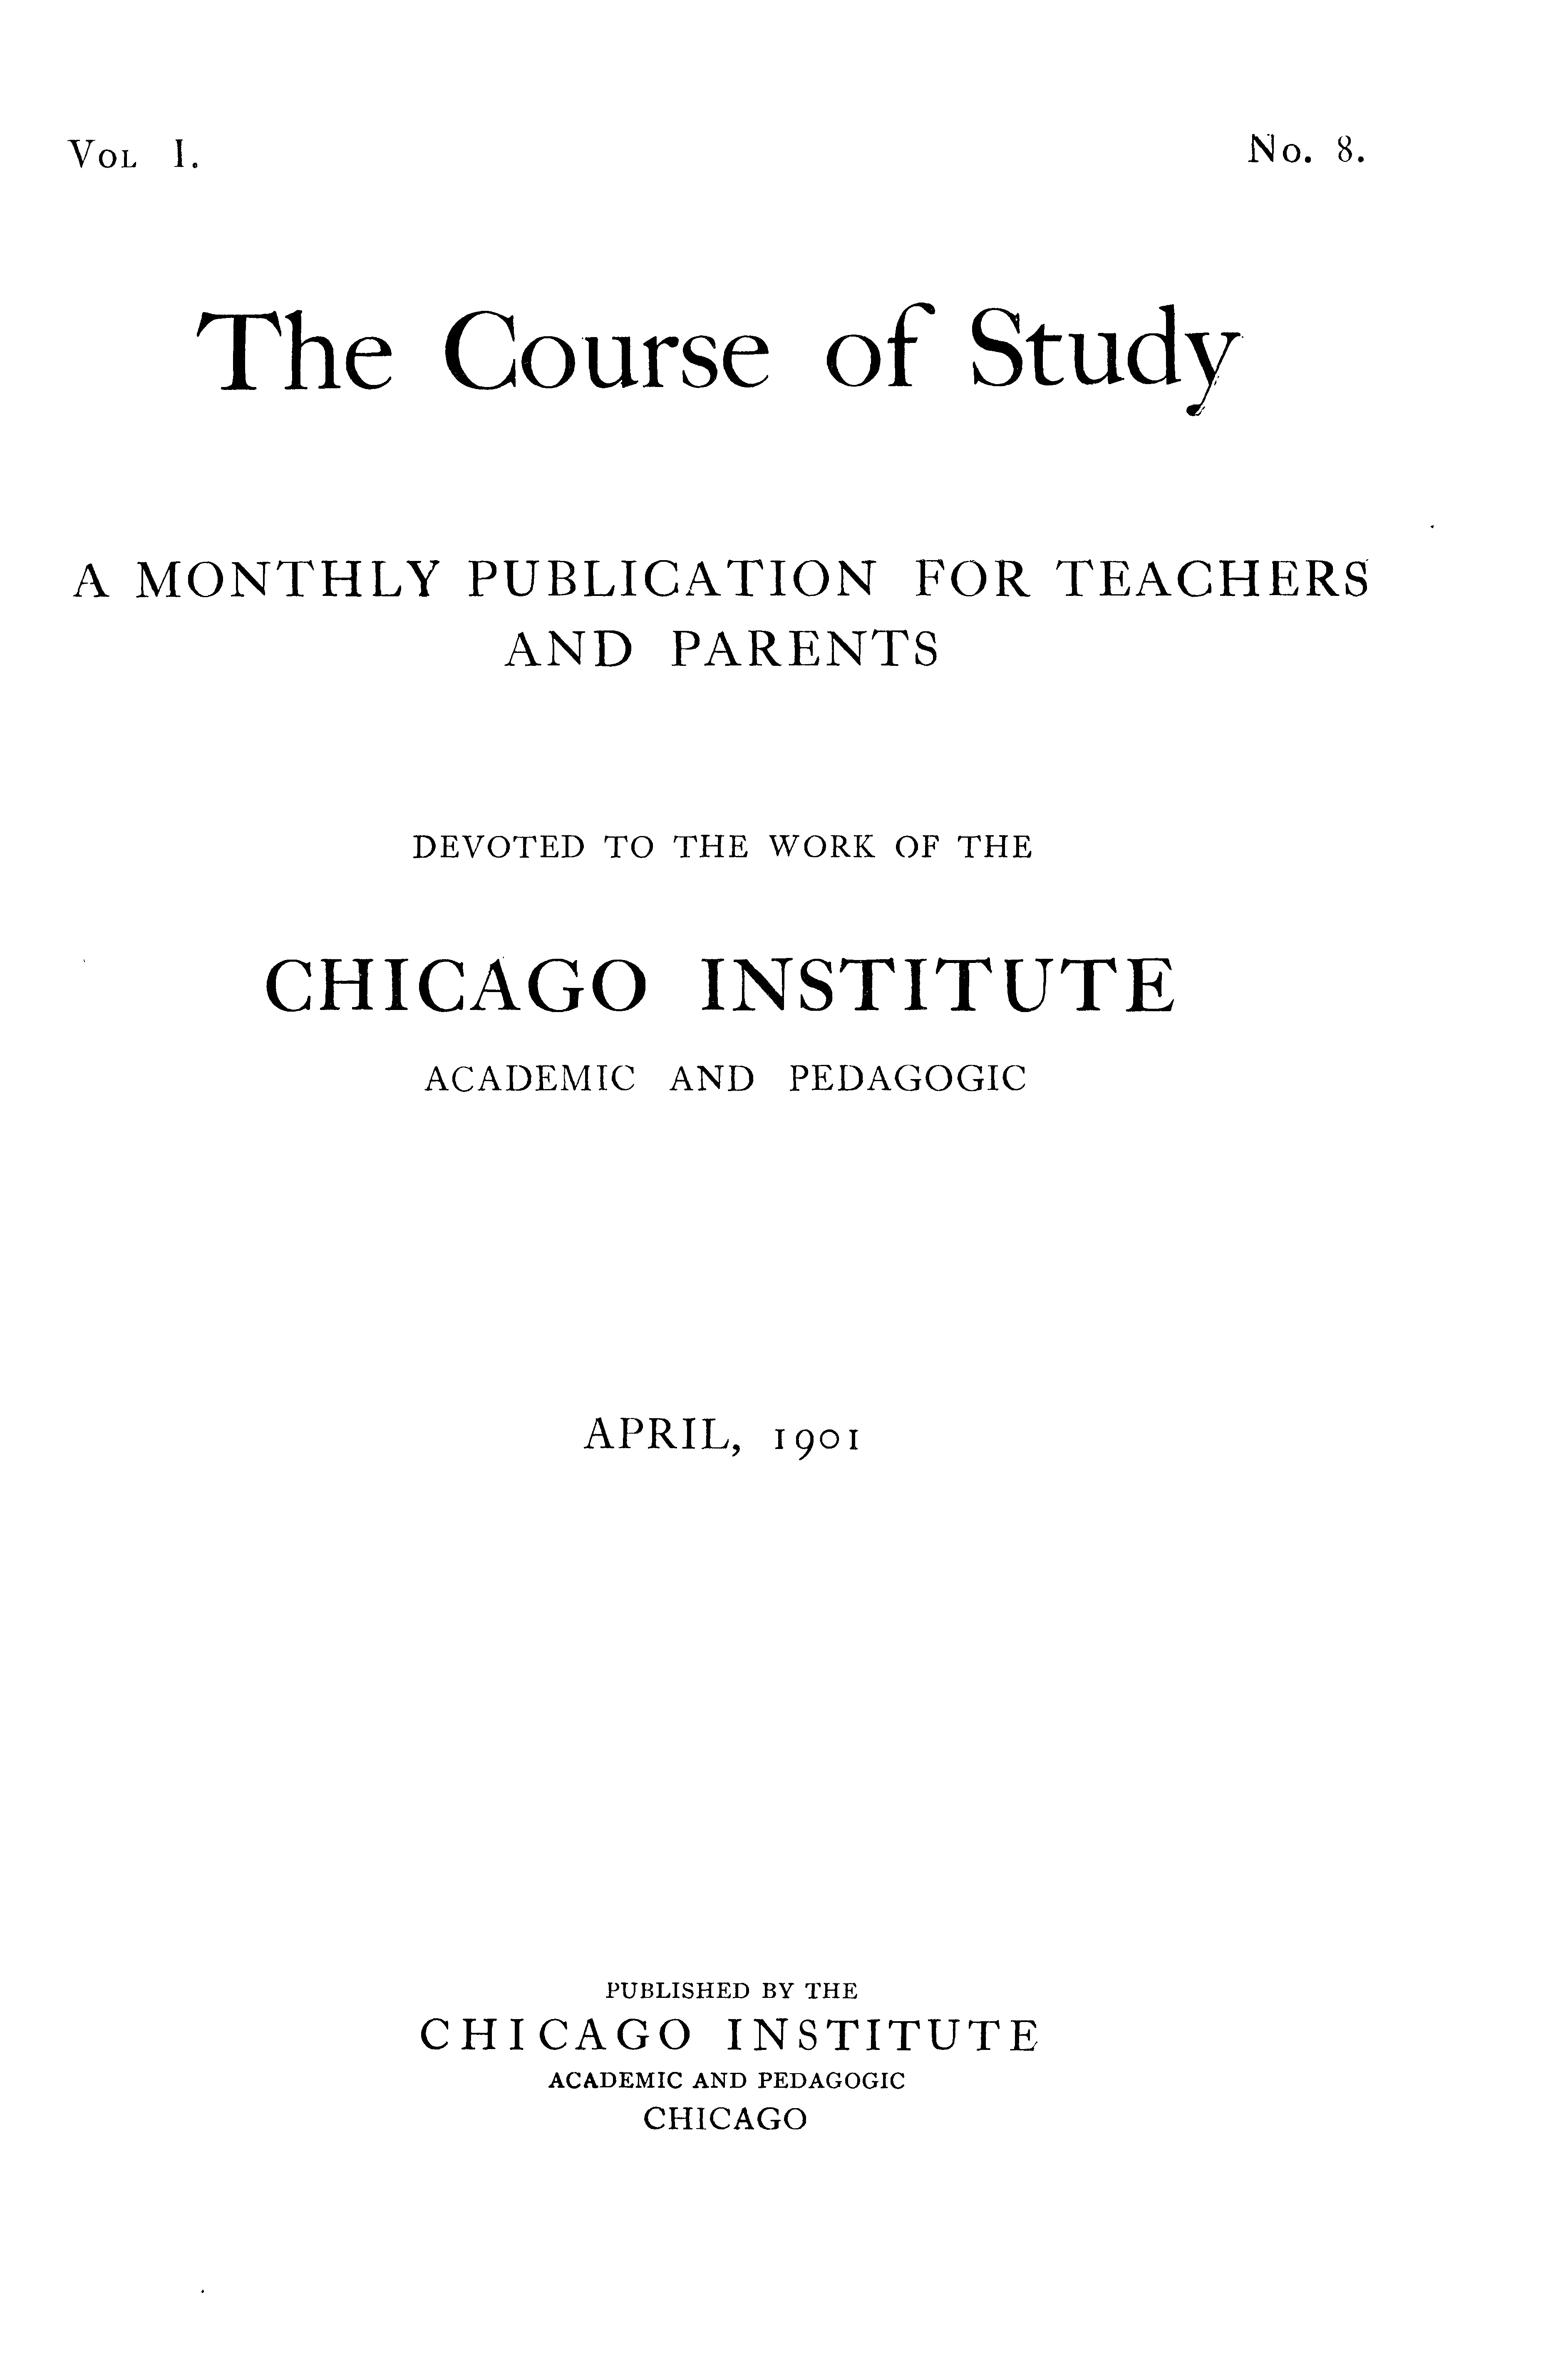 Vol I.
No. 8.
The Course of Study
A MONTHLY PUBLICATION FOR TEACHERS
AND PARENTS
DEVOTED TO THE WORK OF THE
CHICAGO INSTITUTE
ACADEMIC AND PEDAGOGIC
APRIL, 1901
PUBLISHED BY THE
CHICAGO INSTITUTE
ACADEMIC AND PEDAGOGIC
CHICAGO